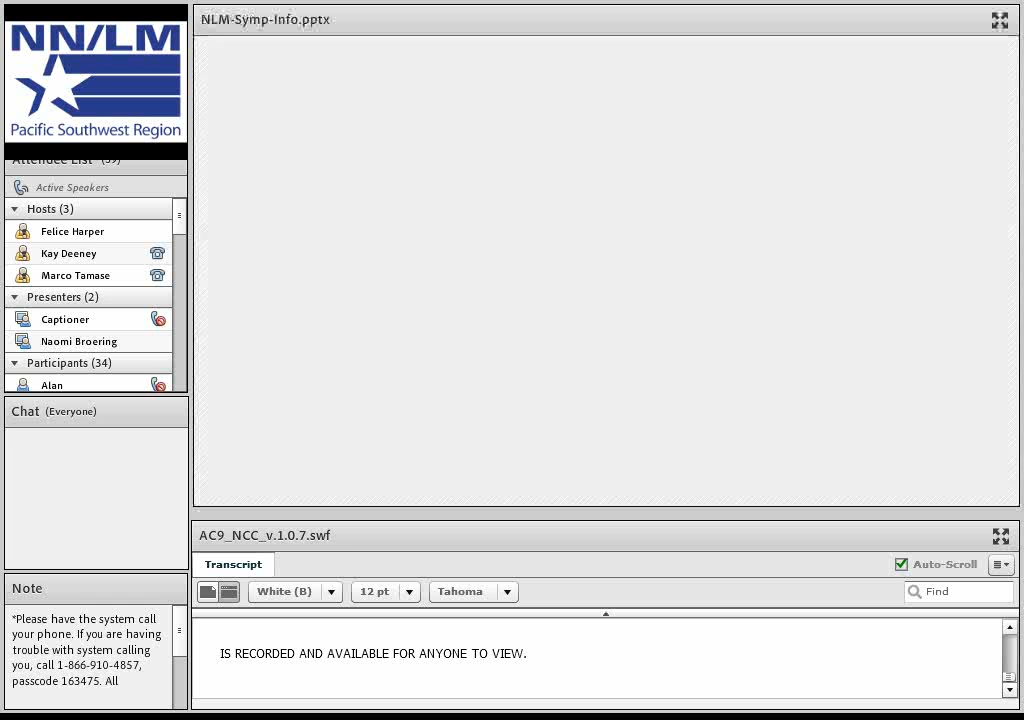 NN/LM
Pacific Southwest Region
Attendee List (39)
Active Speakers
Hosts (3)
Felice Harper
Kay Deeney
Marco Tamase
Presenters (2)
Captioner
Naomi Broering
Participants (34)
Alan
Chat (Everyone)
Note
*Please have the system call
your phone. If you are having
trouble with system calling
you, call 1-866-910-4857,
passcode 163475. All
NLM-Symp-Info.pptx
AC9_NCC_v.1.0.7.swf
Transcript
Auto-Scroll
White (B)
12 pt
Tahoma
Find
IS RECORDED AND AVAILABLE FOR ANYONE TO VIEW.